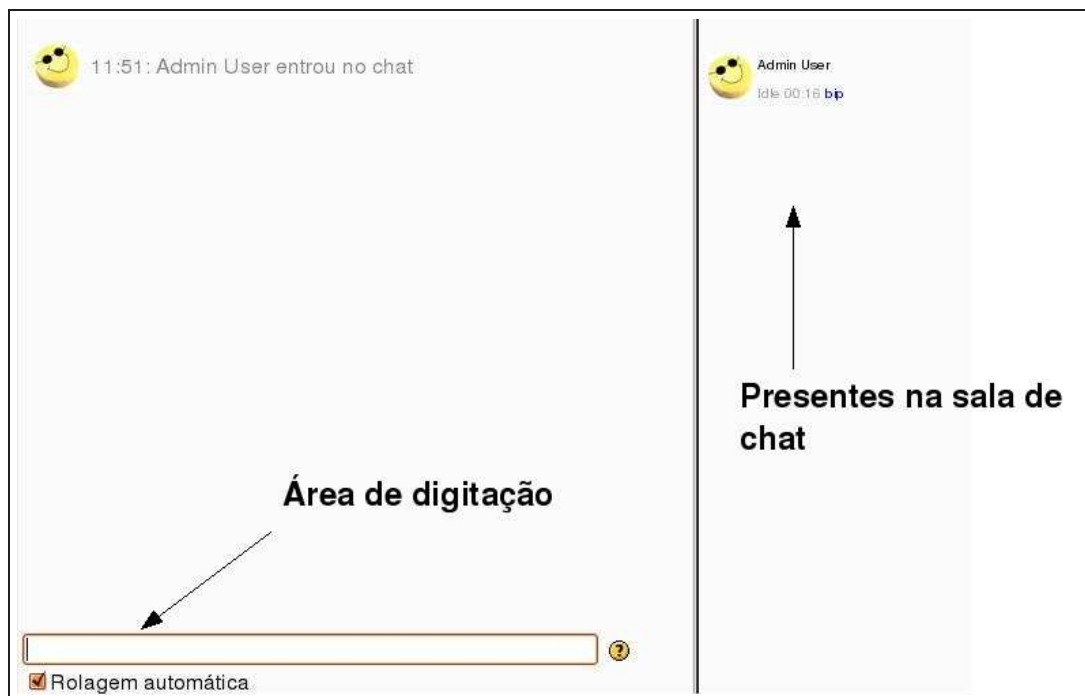 11:51: Admin User entrou no chat
Admin User
Idle 00:16 bip
Presentes na sala de
chat
Área de digitação
?
Rolagem automática